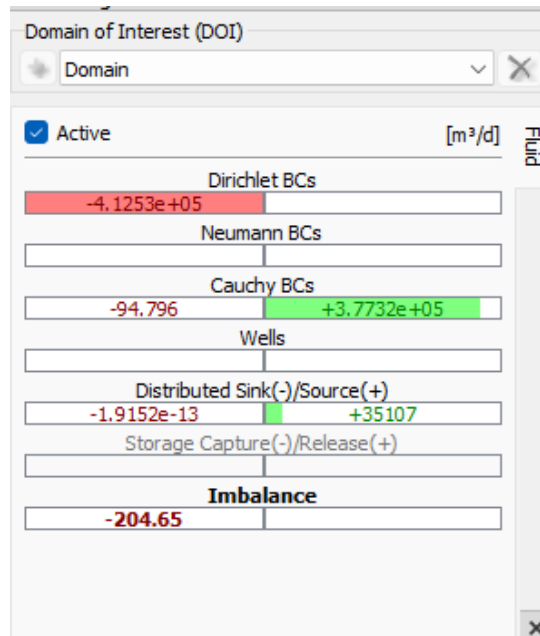 Domain of Interest (DOI)
Domain
Active [m³/d]
Fluid
Dirichlet BCs
-4.1253e+05
Neumann BCs
Cauchy BCs
-94.796 +3.7732e+05
Wells
Distributed Sink(-)/Source(+)
-1.9152e-13 +35107
Storage Capture(-)/Release(+)
Imbalance
-204.65